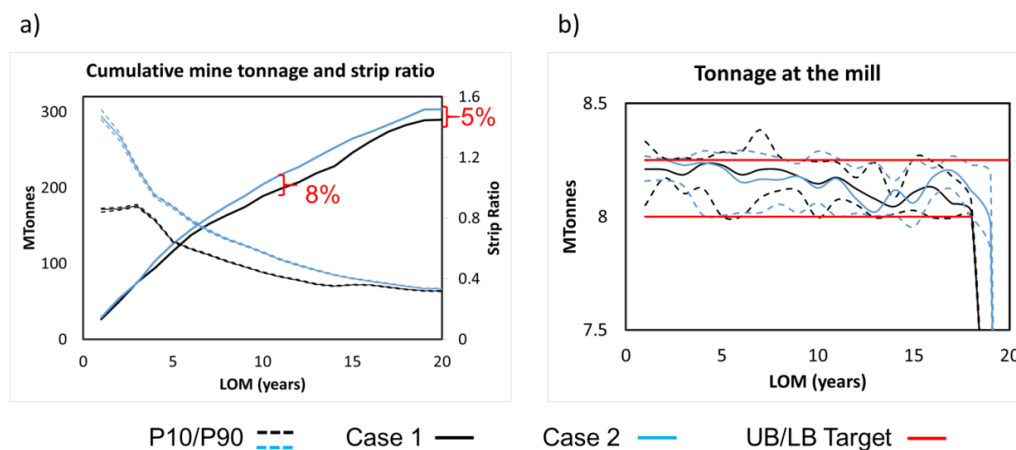 a)
Cumulative mine tonnage and strip ratio
300
200
100
0
MTonnes
1.6
1.2
0.8
0.4
0
Strip Ratio
5%
8%
0
5
10
15
20
LOM (years)
b)
Tonnage at the mill
8.5
8
7.5
MTonnes
0
5
10
15
20
LOM (years)
P10/P90
Case 1
Case 2
UB/LB Target